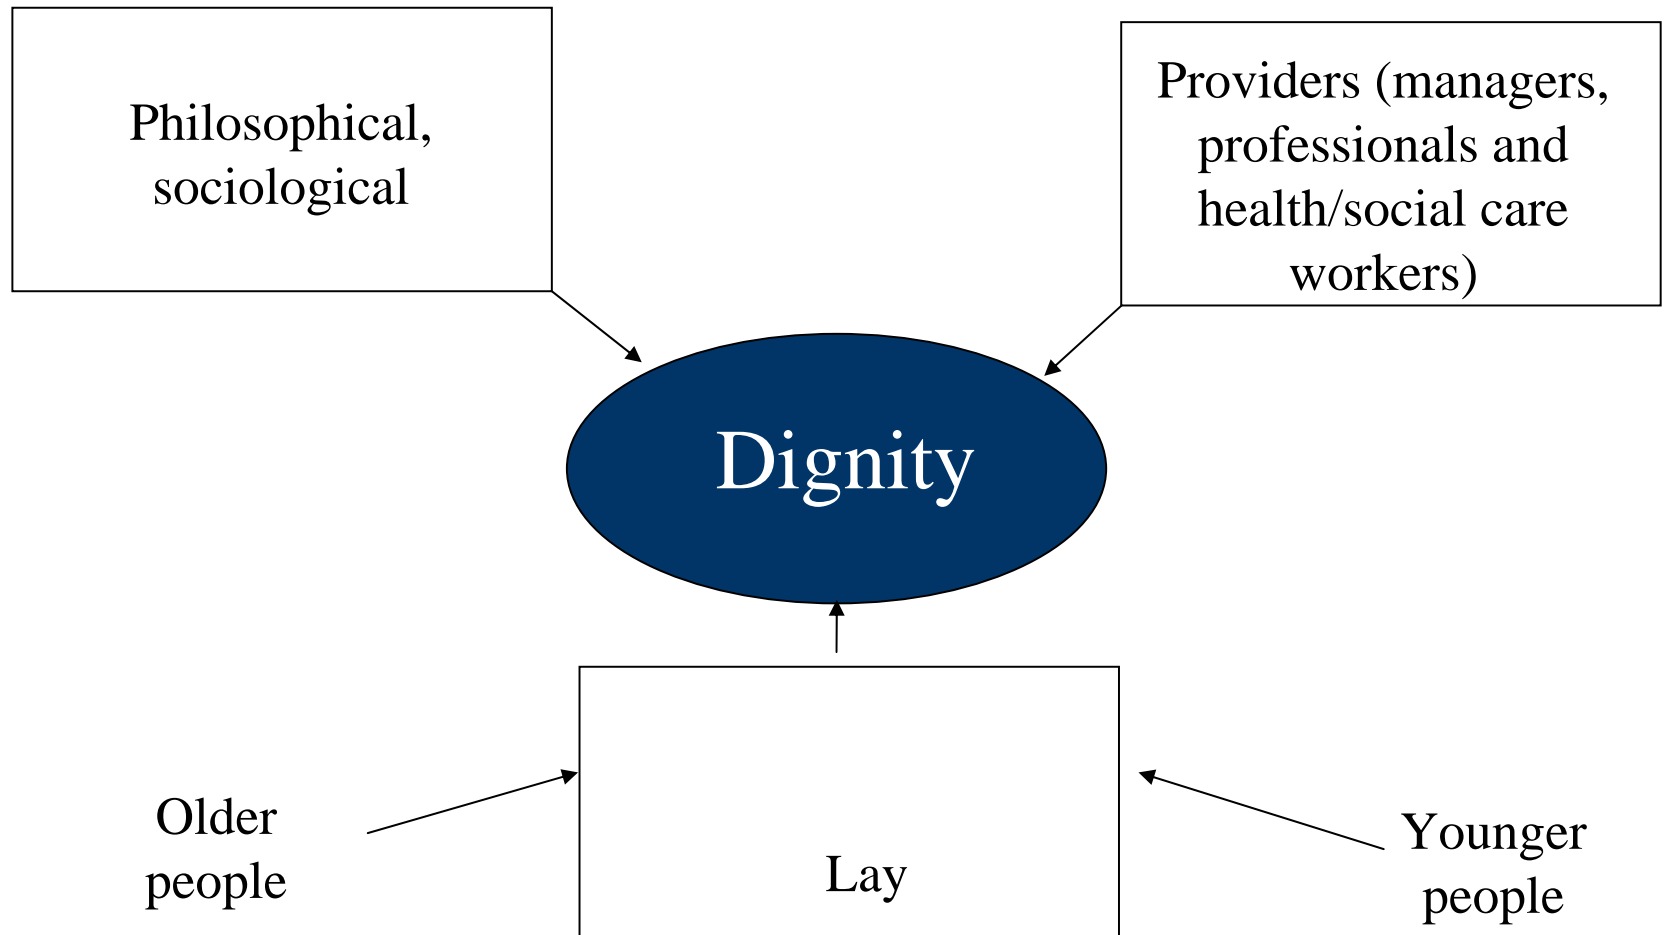 Philosophical,
sociological
Providers (managers,
professionals and
health/social care
workers)
Dignity
Older
people
Lay
Younger
people